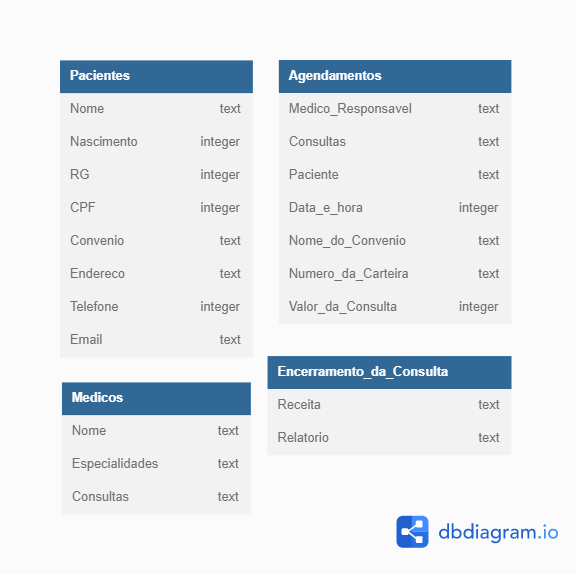 Pacientes
Nome text
Nascimento integer
RG integer
CPF integer
Convenio text
Endereco text
Telefone integer
Email text
Agendamentos
Medico_Responsavel text
Consultas text
Paciente text
Data_e_hora integer
Nome_do_Convenio text
Numero_da_Carteira text
Valor_da_Consulta integer
Medicos
Nome text
Especialidades text
Consultas text
Encerramento_da_Consulta
Receita text
Relatorio text
dbdiagram.io